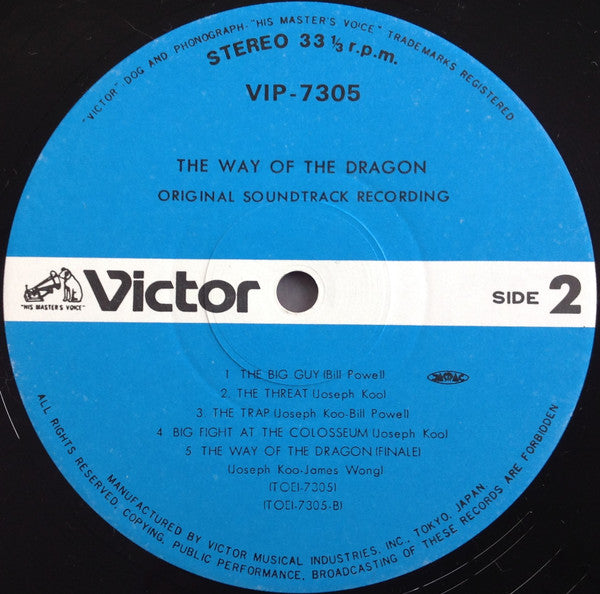 "VICTOR" DOG AND PHONOGRAPH-"HIS MASTER'S VOICE" TRADEMARKS REGISTERED
STEREO 33 ⅓ r.p.m.
VIP-7305
THE WAY OF THE DRAGON
ORIGINAL SOUNDTRACK RECORDING
"HIS MASTER'S VOICE"
Victor
SIDE 2
1 THE BIG GUY (Bill Powel)
2. THE THREAT (Joseph Koo)
3. THE TRAP (Joseph Koo-Bill Powell)
4 BIG FIGHT AT THE COLOSSEUM (Joseph Koo)
5 THE WAY OF THE DRAGON (FINALE)
(Joseph Koo-James Wong)
(TOEI-7305)
(TOEI-7305-B)
MANUFACTURED BY VICTOR MUSICAL INDUSTRIES, INC., TOKYO, JAPAN
ALL RIGHTS RESERVED. COPYING, PUBLIC PERFORMANCE, BROADCASTING OF THESE RECORDS ARE FORBIDDEN